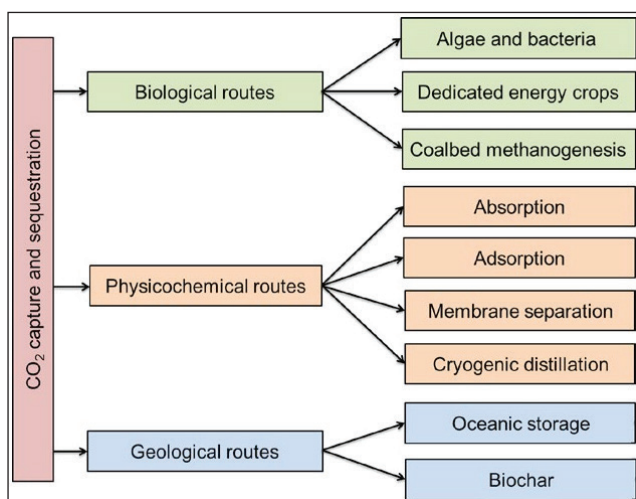 CO₂ capture and sequestration
Biological routes
Algae and bacteria
Dedicated energy crops
Coalbed methanogenesis
Physicochemical routes
Absorption
Adsorption
Membrane separation
Cryogenic distillation
Geological routes
Oceanic storage
Biochar